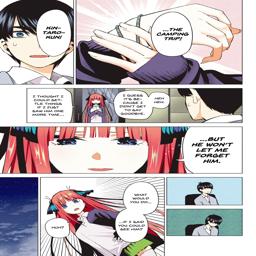 ...THE
CAMPING
TRIP!
KIN-
TARO-
KUN!
HEH
HEH.
I GUESS
IT'S BE-
CAUSE I
DIDN'T GET
TO SAY
GOODBYE.
I THOUGHT I
COULD SET-
TLE THINGS
IF I JUST
SAW HIM ONE
MORE TIME...
...BUT
HE WON'T
LET ME
FORGET
HIM.
WHAT
WOULD
YOU DO...
...IF I SAID
YOU COULD
SEE HIM?
HUH?